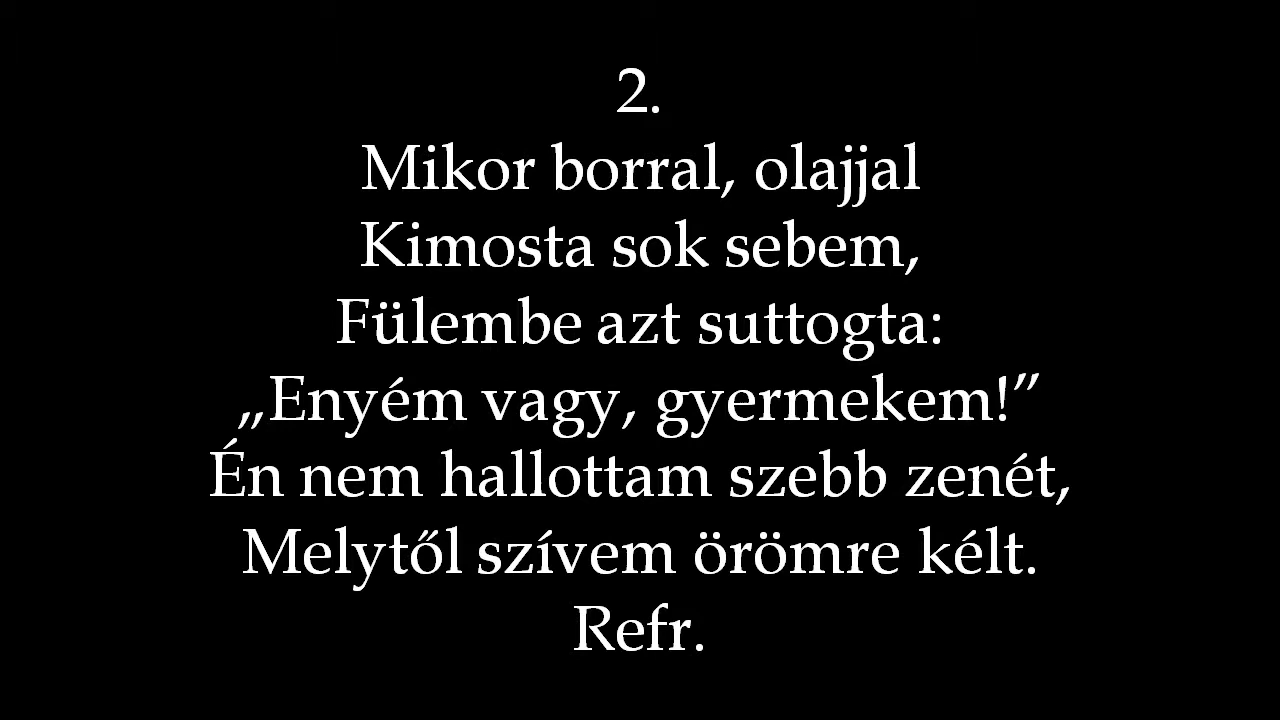 2.
Mikor borral, olajjal
Kimosta sok sebem,
Fülembe azt suttogta:
„Enyém vagy, gyermekem!”
Én nem hallottam szebb zenét,
Melytől szívem örömre kélt.
Refr.